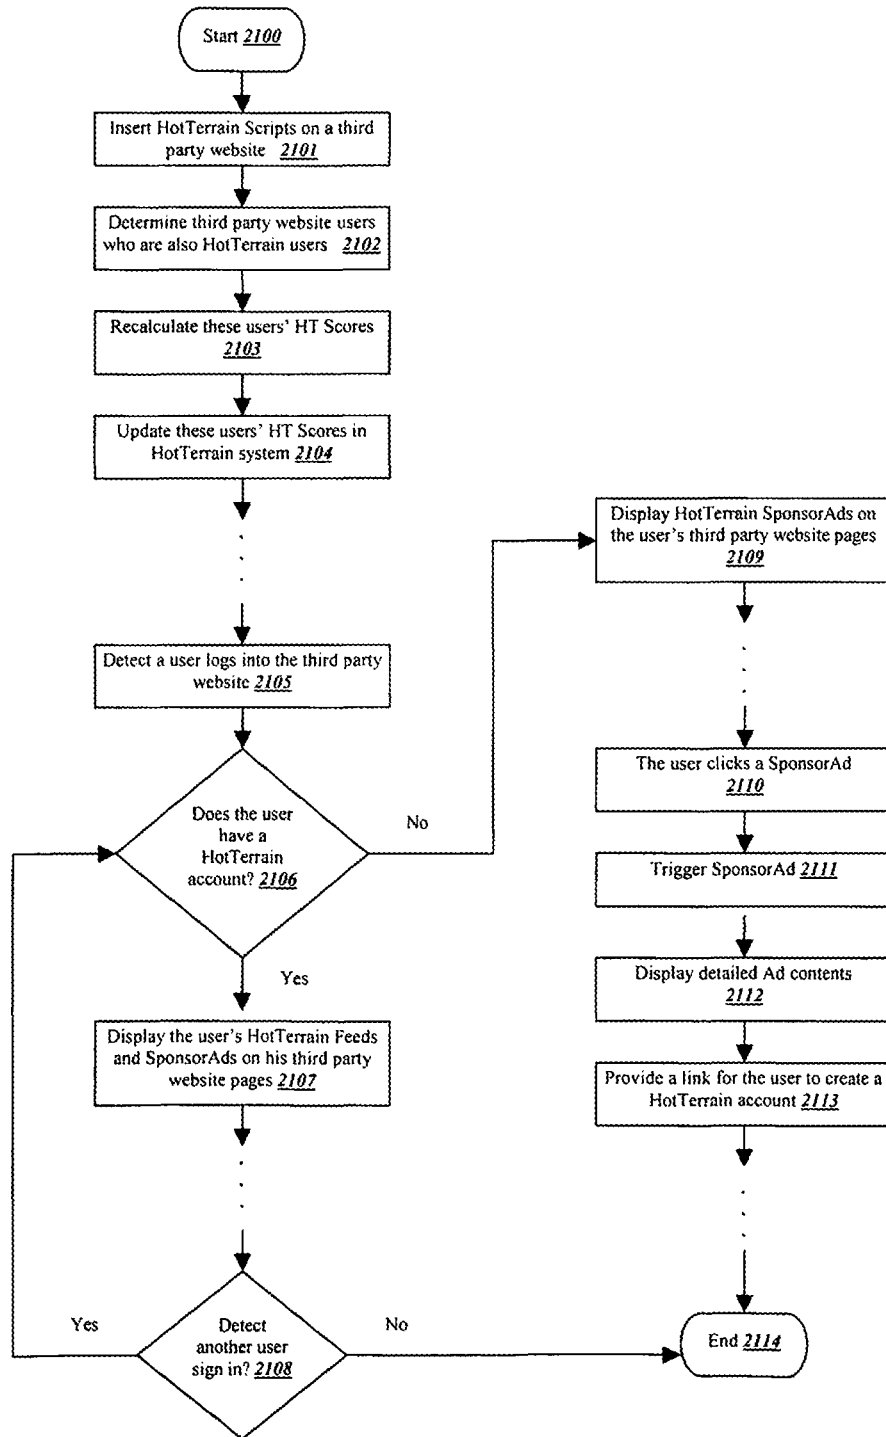 Start 2100
Insert HotTerrain Scripts on a third
party website 2101
Determine third party website users
who are also HotTerrain users 2102
Recalculate these users' HT Scores
2103
Update these users' HT Scores in
HotTerrain system 2104
Detect a user logs into the third party
website 2105
Does the user
have a
HotTerrain
account? 2106
No
Yes
Display the user's HotTerrain Feeds
and SponsorAds on his third party
website pages 2107
Yes
Detect
another user
sign in? 2108
No
Display HotTerrain SponsorAds on
the user's third party website pages
2109
The user clicks a SponsorAd
2110
Trigger SponsorAd 2111
Display detailed Ad contents
2112
Provide a link for the user to create a
HotTerrain account 2113
End 2114